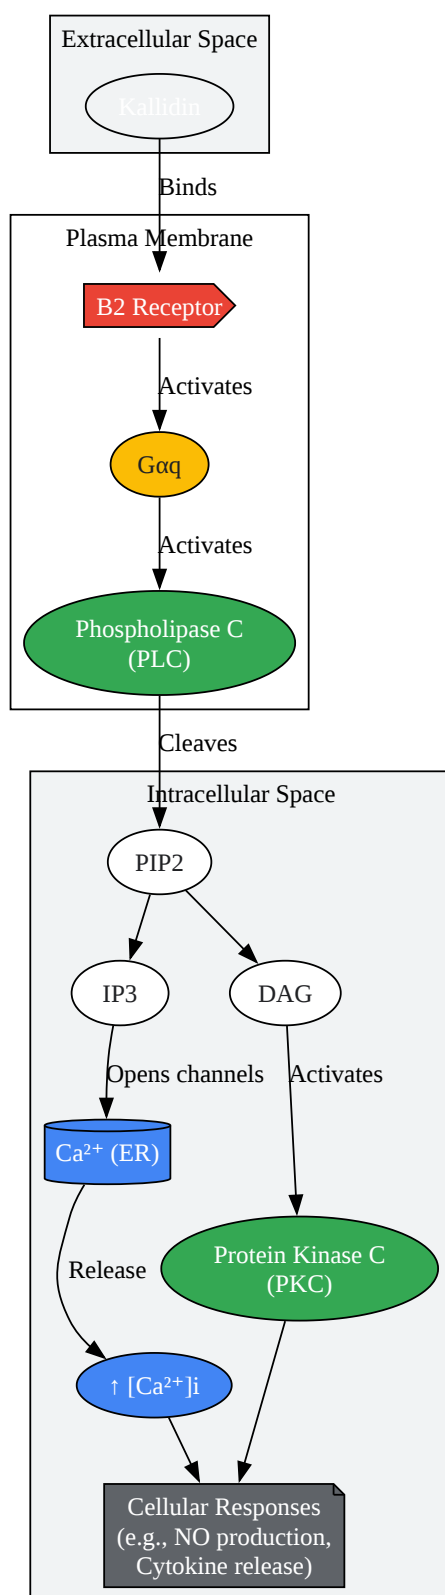 Extracellular Space
Kallidin
Binds
Plasma Membrane
B2 Receptor
Activates
Gαq
Activates
Phospholipase C
(PLC)
Cleaves
Intracellular Space
PIP2
IP3
DAG
Opens channels
Activates
Ca²⁺ (ER)
Protein Kinase C
(PKC)
Release
↑ [Ca²⁺]i
Cellular Responses
(e.g., NO production,
Cytokine release)